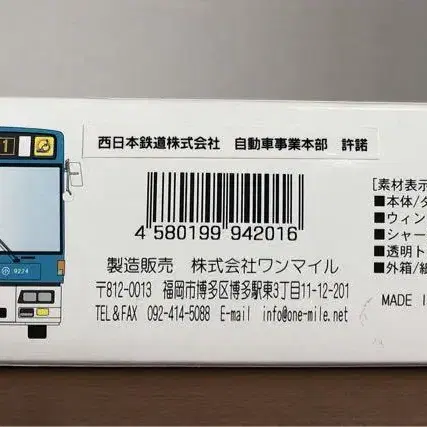 西日本鉄道株式会社 自動車事業本部 許諾
1
9224
4 580199 942016
製造販売 株式会社ワンマイル
〒812-0013 福岡市博多区博多駅東3丁目11-12-201
TEL & FAX 092-414-5088 E-mail info@one-mile.net
[素材表示
■本体/
■ウィン
■シャー
■透明ト
■外箱/
MADE I